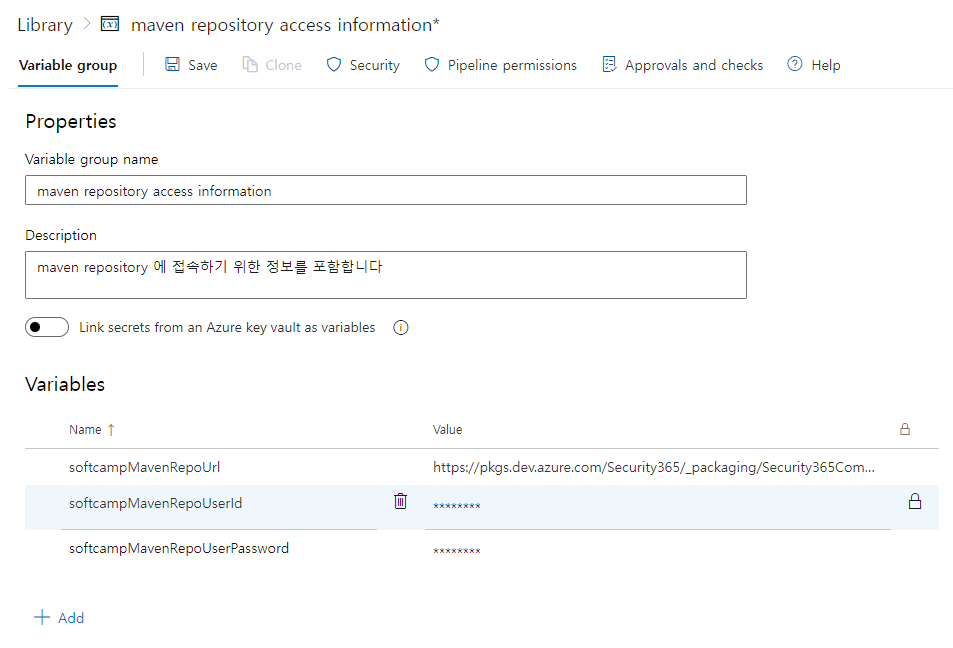 Library > maven repository access information*
Variable group Save Clone Security Pipeline permissions Approvals and checks Help
Properties
Variable group name
maven repository access information
Description
maven repository 에 접속하기 위한 정보를 포함합니다
Link secrets from an Azure key vault as variables
Variables
Name ↑ Value
softcampMavenRepoUrl https://pkgs.dev.azure.com/Security365/_packaging/Security365Com...
softcampMavenRepoUserId ********
softcampMavenRepoUserPassword ********
+ Add